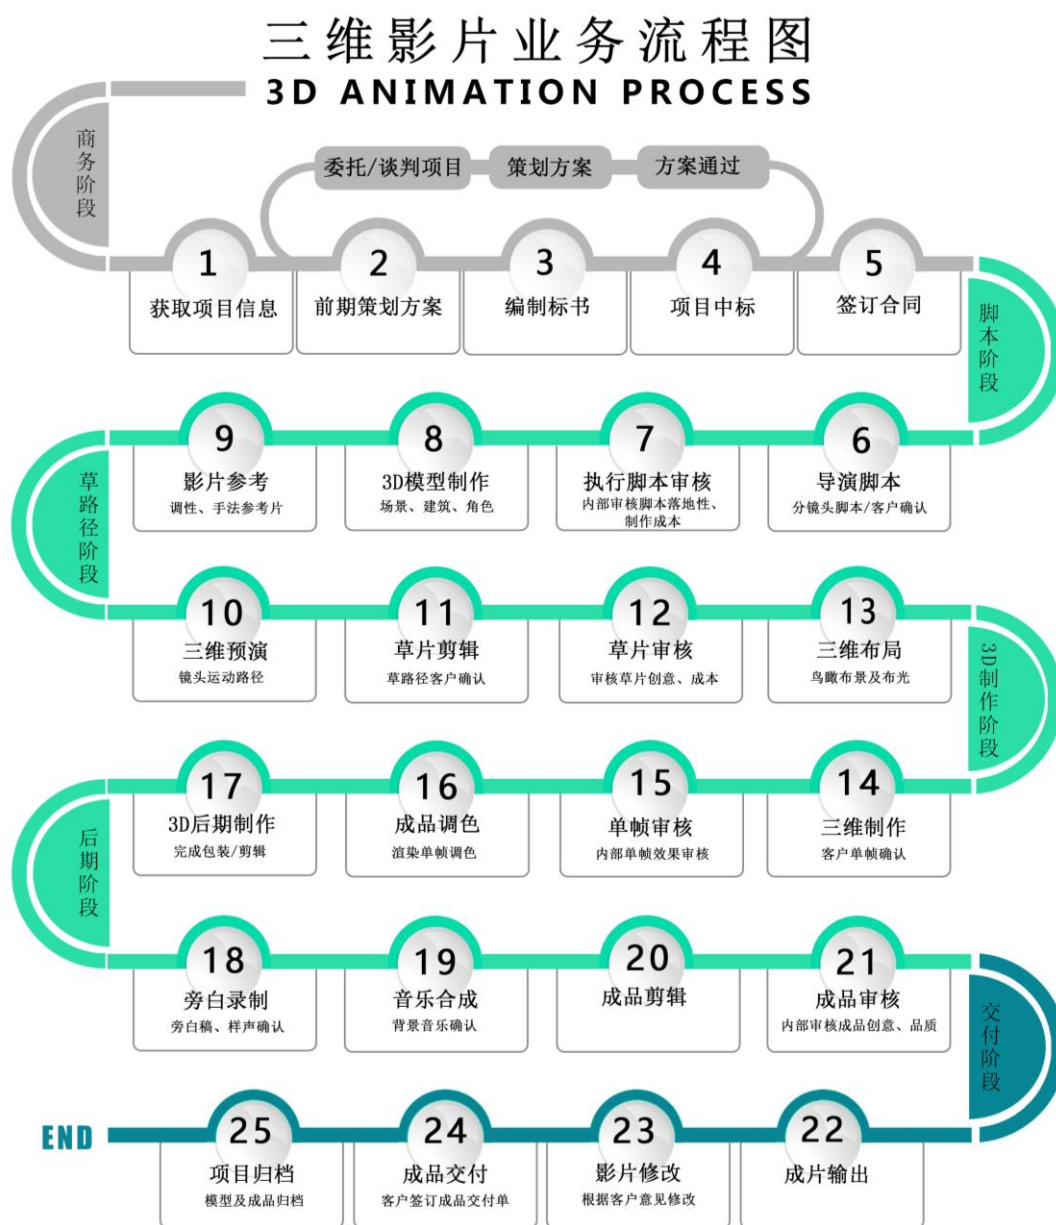 三维影片业务流程图
3D ANIMATION PROCESS
商务阶段
委托/谈判项目
策划方案
方案通过
1
获取项目信息
2
前期策划方案
3
编制标书
4
项目中标
5
签订合同
脚本阶段
6
导演脚本
分镜头脚本/客户确认
7
执行脚本审核
内部审核脚本落地性、
制作成本
8
3D模型制作
场景、建筑、角色
9
影片参考
调性、手法参考片
草路径阶段
10
三维预演
镜头运动路径
11
草片剪辑
草路径客户确认
12
草片审核
审核草片创意、成本
13
三维布局
鸟瞰布景及布光
3D制作阶段
14
三维制作
客户单帧确认
15
单帧审核
内部单帧效果审核
16
成品调色
渲染单帧调色
17
3D后期制作
完成包装/剪辑
后期阶段
18
旁白录制
旁白稿、样声确认
19
音乐合成
背景音乐确认
20
成品剪辑
21
成品审核
内部审核成品创意、品质
交付阶段
22
成片输出
23
影片修改
根据客户意见修改
24
成品交付
客户签订成品交付单
25
项目归档
模型及成品归档
END